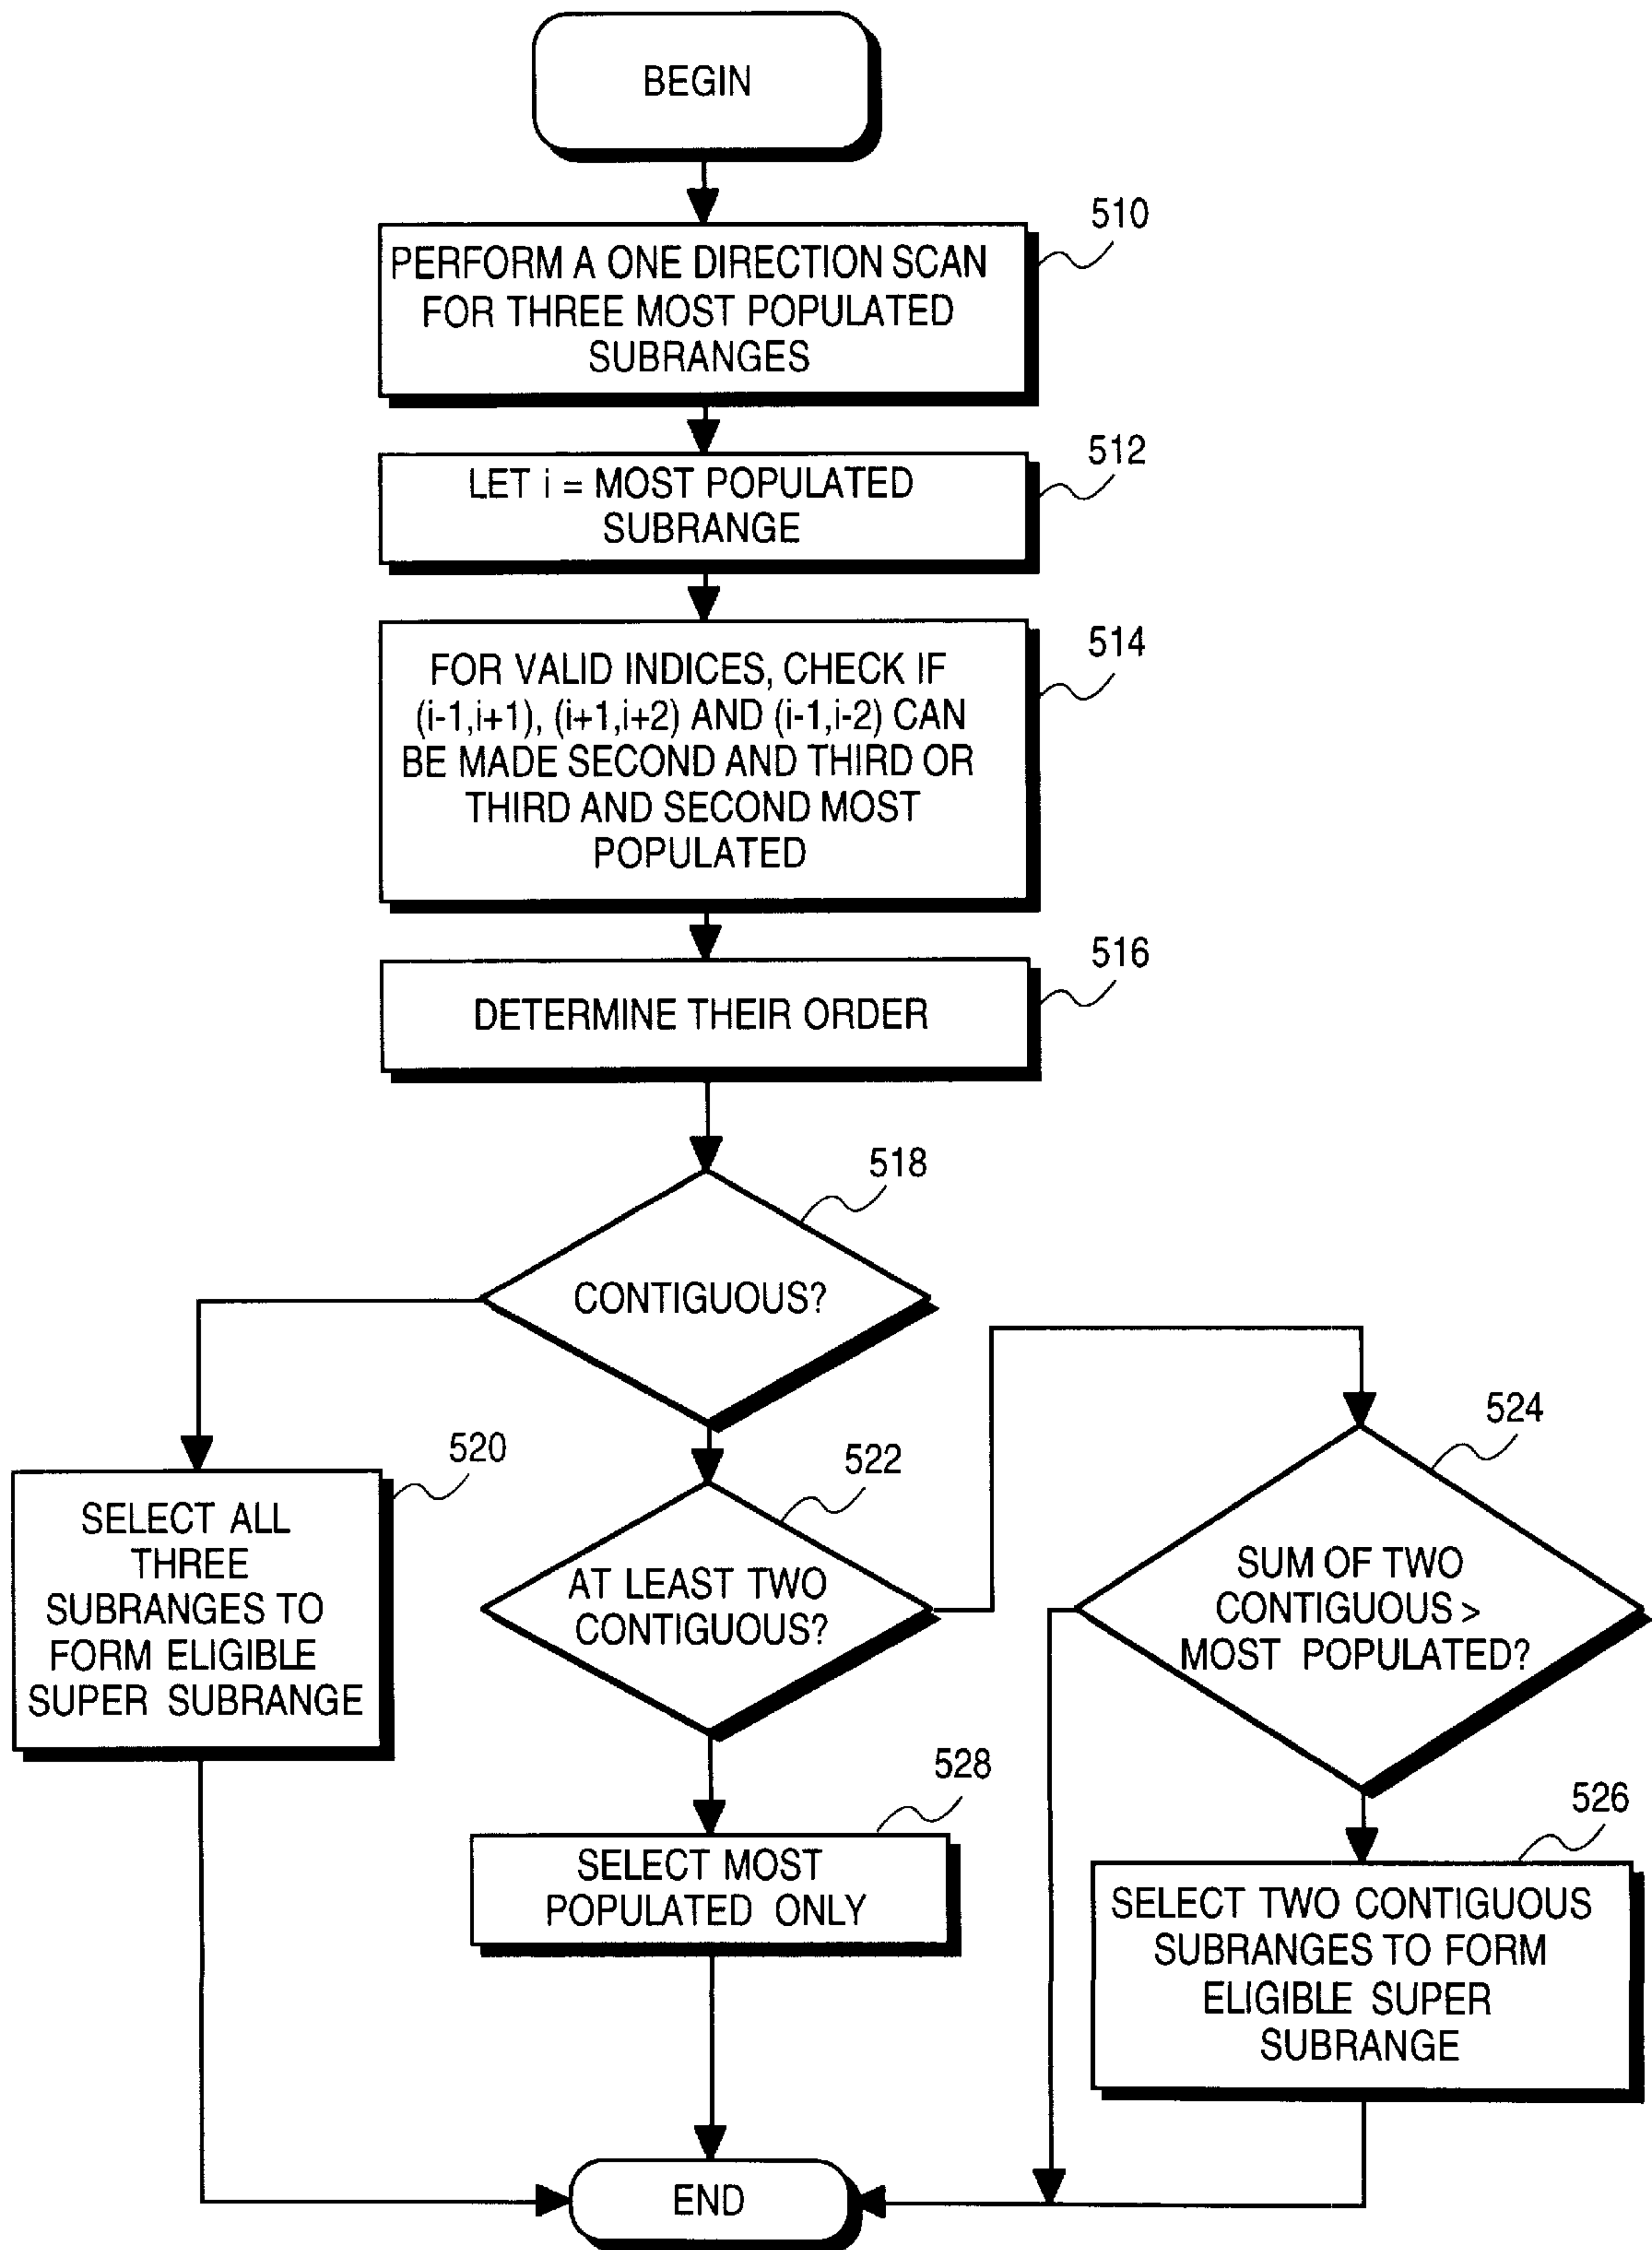 BEGIN
510
PERFORM A ONE DIRECTION SCAN
FOR THREE MOST POPULATED
SUBRANGES
512
LET i = MOST POPULATED
SUBRANGE
514
FOR VALID INDICES, CHECK IF
(i-1,i+1), (i+1,i+2) AND (i-1,i-2) CAN
BE MADE SECOND AND THIRD OR
THIRD AND SECOND MOST
POPULATED
516
DETERMINE THEIR ORDER
518
CONTIGUOUS?
520
SELECT ALL
THREE
SUBRANGES TO
FORM ELIGIBLE
SUPER SUBRANGE
522
AT LEAST TWO
CONTIGUOUS?
524
SUM OF TWO
CONTIGUOUS >
MOST POPULATED?
528
SELECT MOST
POPULATED ONLY
526
SELECT TWO CONTIGUOUS
SUBRANGES TO FORM
ELIGIBLE SUPER
SUBRANGE
END